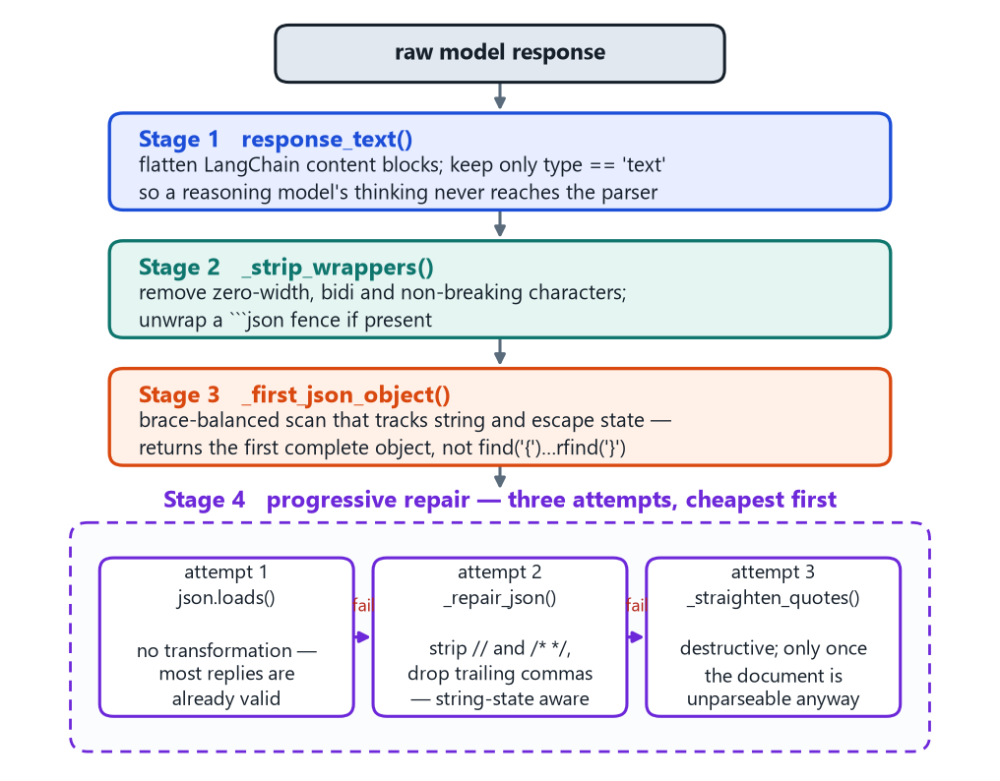 raw model response
Stage 1 response_text()
flatten LangChain content blocks; keep only type == 'text'
so a reasoning model's thinking never reaches the parser
Stage 2 _strip_wrappers()
remove zero-width, bidi and non-breaking characters;
unwrap a ```json fence if present
Stage 3 _first_json_object()
brace-balanced scan that tracks string and escape state —
returns the first complete object, not find('{')...rfind('}')
Stage 4 progressive repair — three attempts, cheapest first
attempt 1
json.loads()
no transformation —
most replies are
already valid
fail
attempt 2
_repair_json()
strip // and /* */,
drop trailing commas
— string-state aware
fail
attempt 3
_straighten_quotes()
destructive; only once
the document is
unparseable anyway